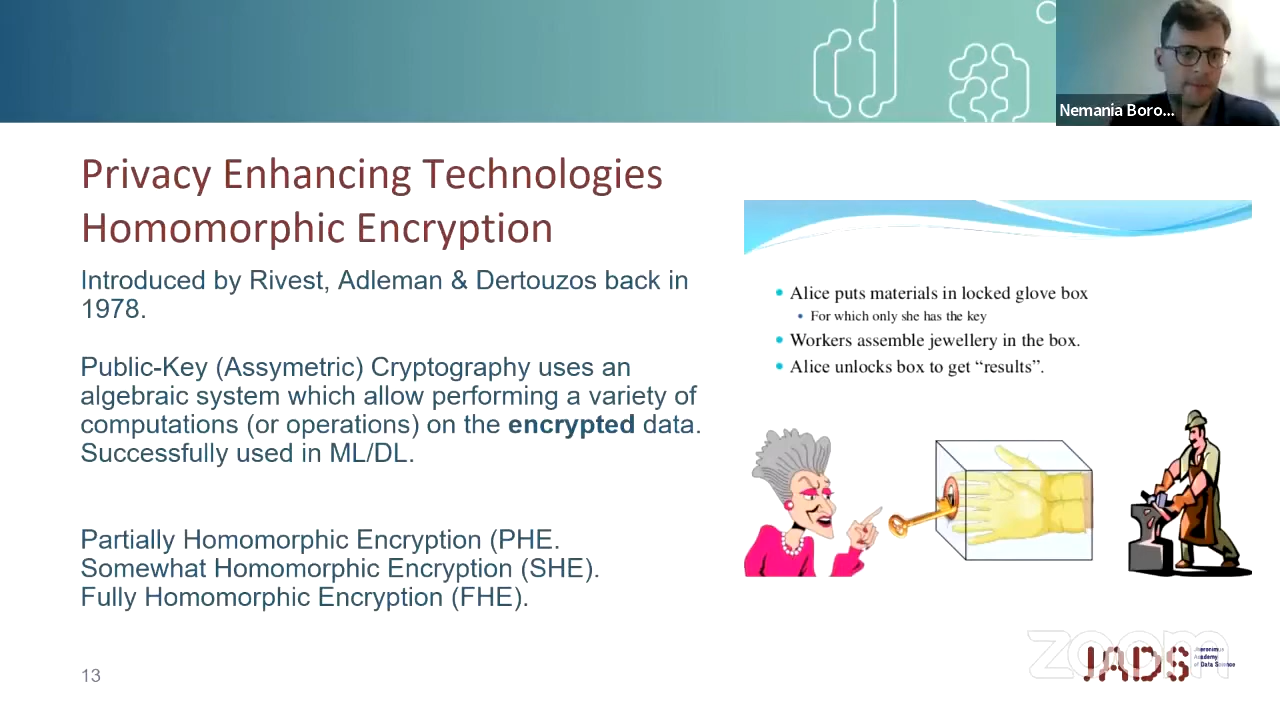 Nemania Boro...
Privacy Enhancing Technologies
Homomorphic Encryption
Introduced by Rivest, Adleman & Dertouzos back in
1978.
Public-Key (Assymetric) Cryptography uses an
algebraic system which allow performing a variety of
computations (or operations) on the encrypted data.
Successfully used in ML/DL.
Partially Homomorphic Encryption (PHE.
Somewhat Homomorphic Encryption (SHE).
Fully Homomorphic Encryption (FHE).
• Alice puts materials in locked glove box
• For which only she has the key
• Workers assemble jewellery in the box.
• Alice unlocks box to get “results”.
13
zoom
JADS
Jheronimus
Academy
of Data Science